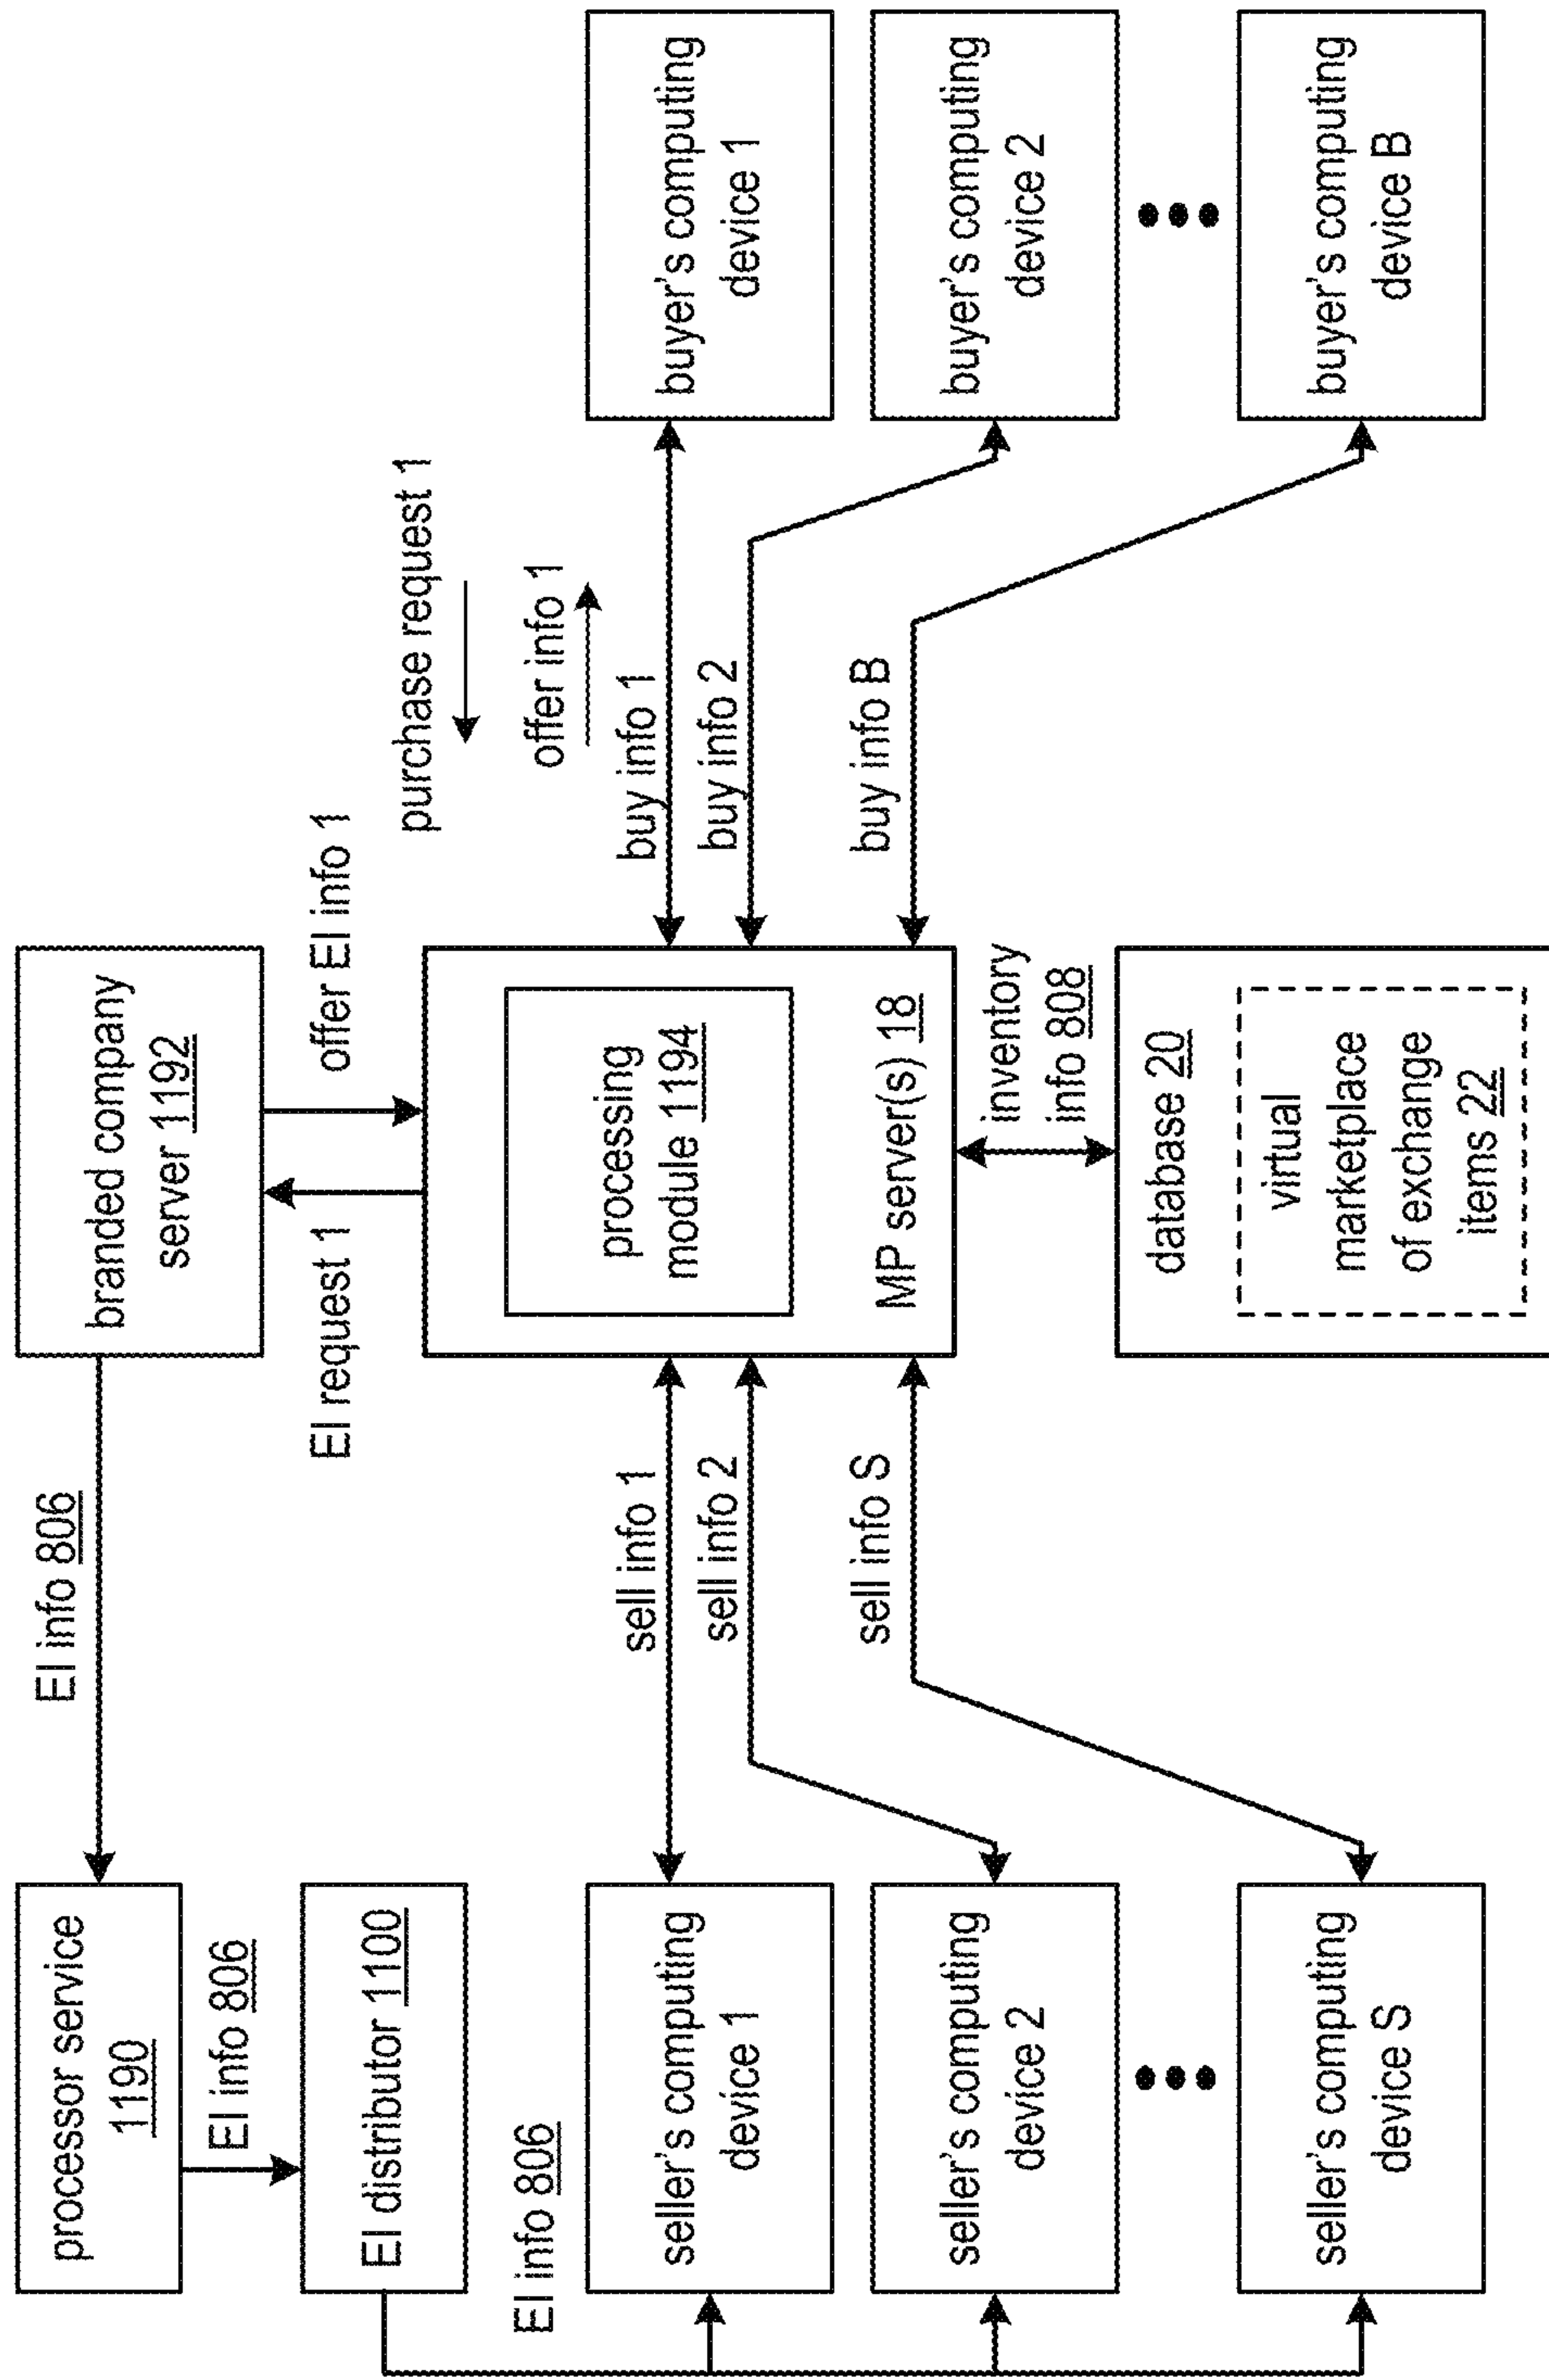 processor service
1190
EI info 806
branded company
server 1192
EI info 806
EI distributor 1100
EI request 1
offer EI info 1
purchase request 1
offer info 1
EI info 806
seller's computing
device 1
sell info 1
sell info 2
sell info S
processing
module 1194
MP server(s) 18
buy info 1
buy info 2
buy info B
buyer's computing
device 1
seller's computing
device 2
buyer's computing
device 2
inventory
info 808
seller's computing
device S
database 20
virtual
marketplace
of exchange
items 22
buyer's computing
device B